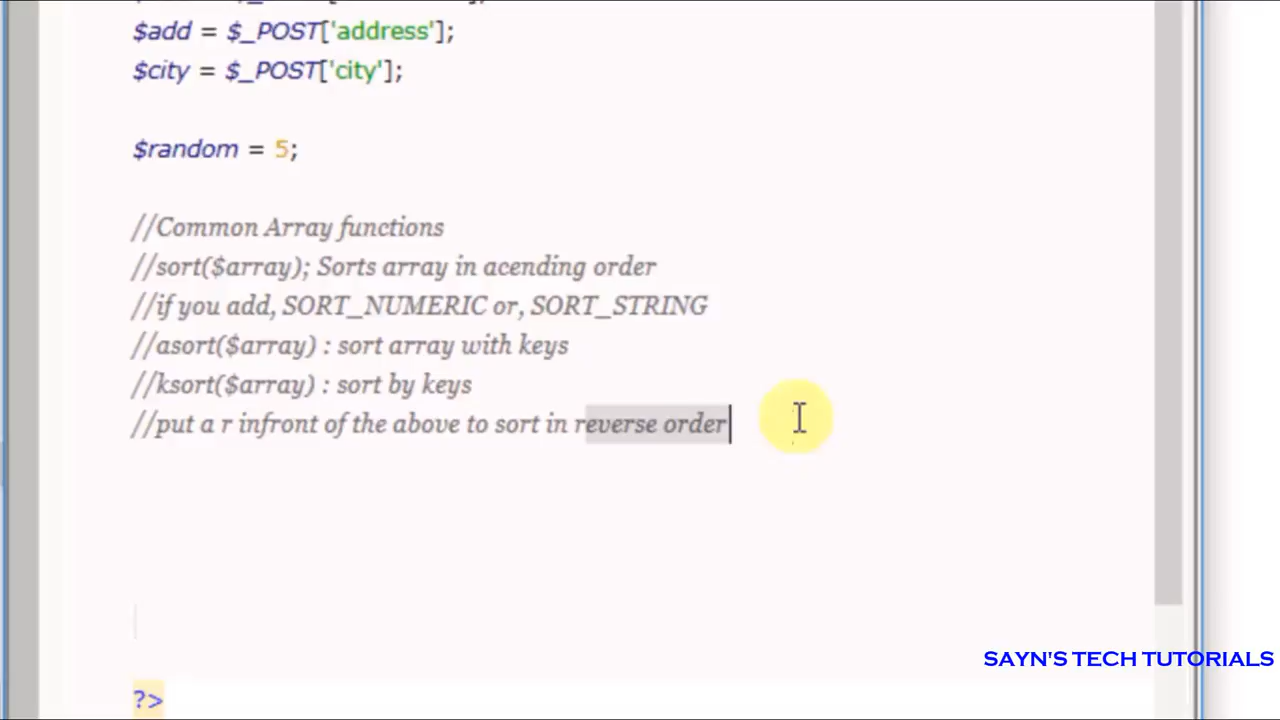 $add = $_POST['address'];
$city = $_POST['city'];
$random = 5;
//Common Array functions
//sort($array); Sorts array in acending order
//if you add, SORT_NUMERIC or, SORT_STRING
//asort($array) : sort array with keys
//ksort($array) : sort by keys
//put a r infront of the above to sort in reverse order
SAYN'S TECH TUTORIALS
?>